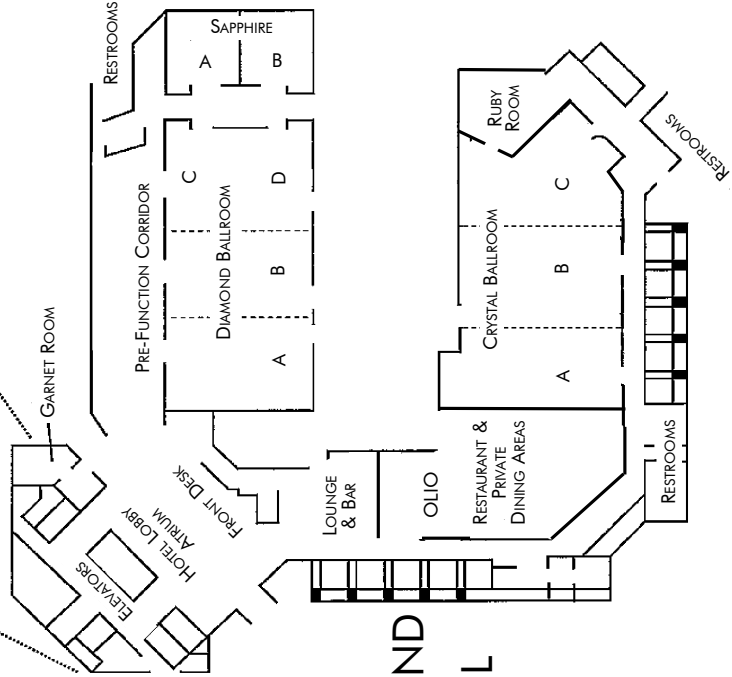 RESTROOMS
SAPPHIRE
A
B
RUBY
ROOM
RESTROOMS
PRE-FUNCTION CORRIDOR
DIAMOND BALLROOM
C
D
B
A
CRYSTAL BALLROOM
C
B
A
GARNET ROOM
FRONT DESK
HOTEL LOBBY
ATRIUM
ELEVATORS
LOUNGE
& BAR
OLIO
RESTAURANT &
PRIVATE
DINING AREAS
RESTROOMS
ND
L